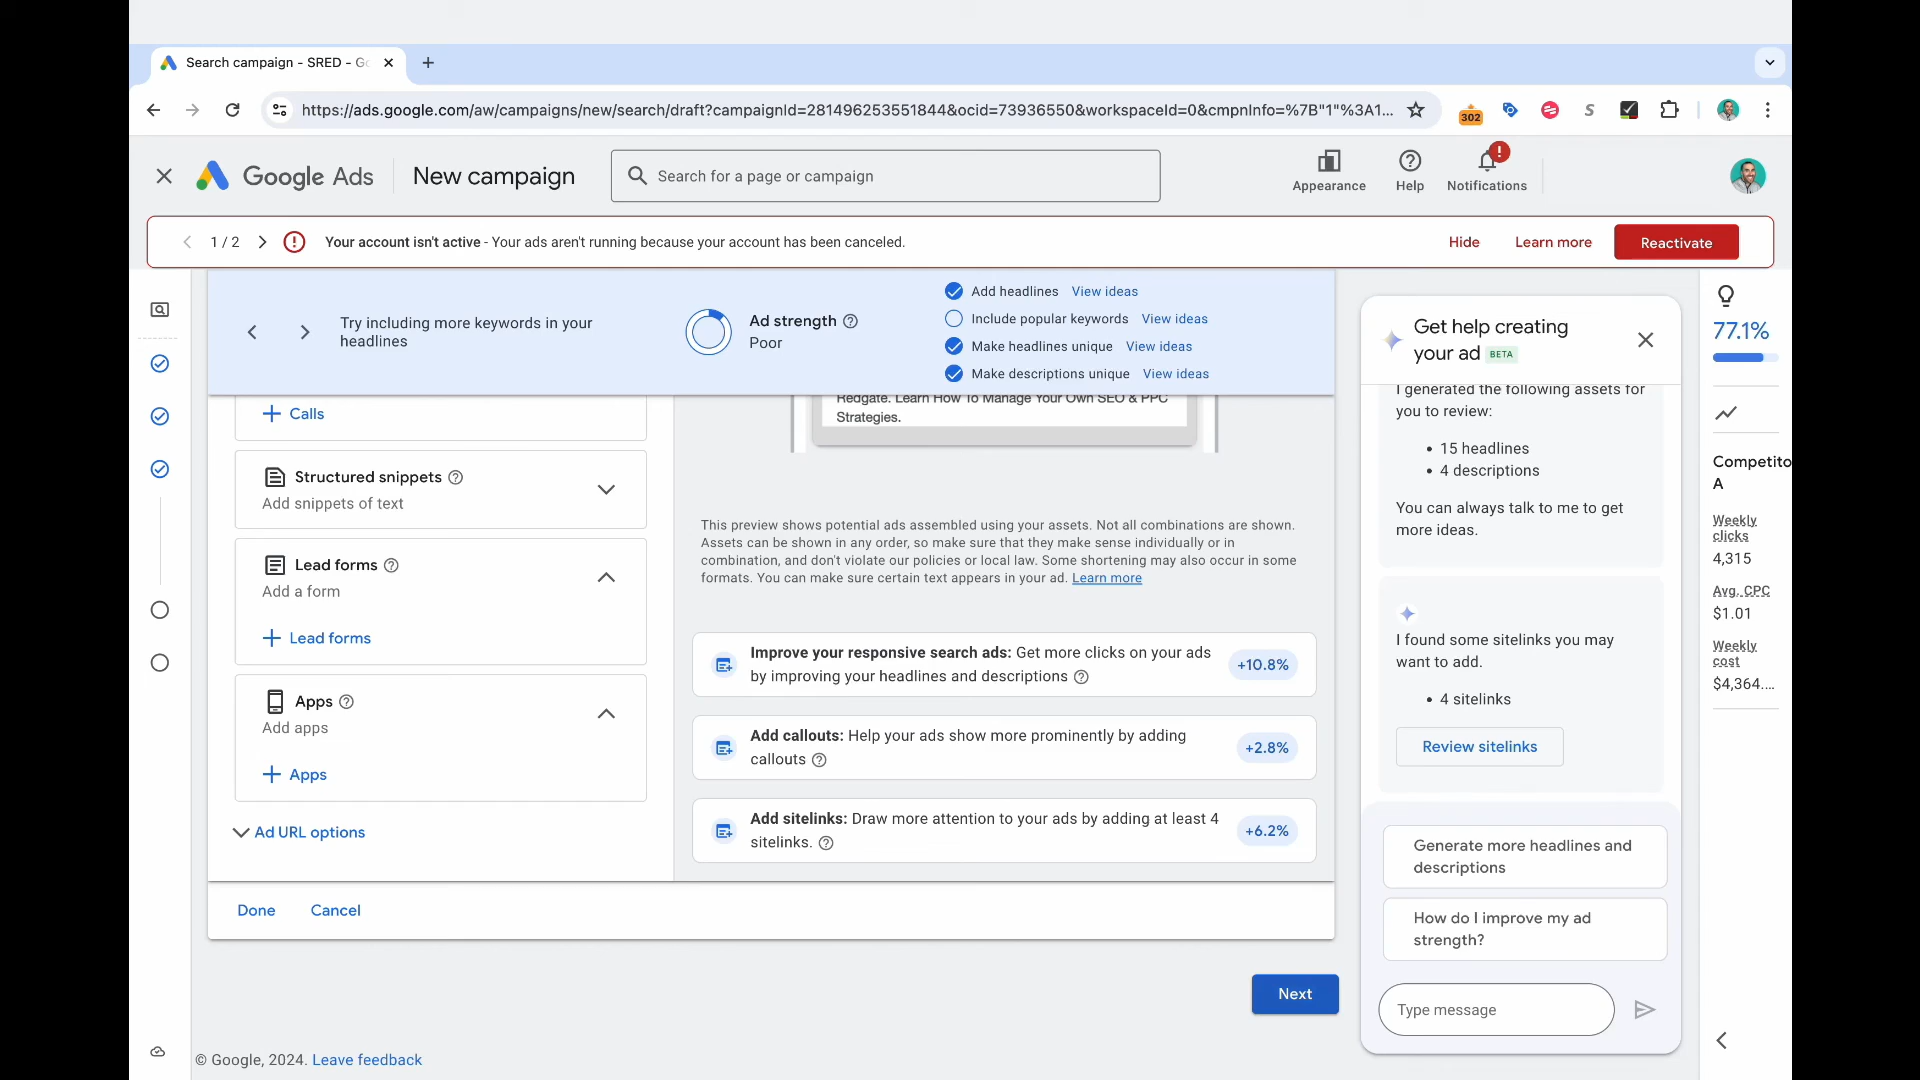 Search campaign - SRED - Go
https://ads.google.com/aw/campaigns/new/search/draft?campaignId=281496253551844&ocid=73936550&workspaceId=0&cmpnInfo=%7B"1"%3A1...
302
S
Google Ads
New campaign
Search for a page or campaign
Appearance
Help
Notifications
1 / 2
Your account isn't active - Your ads aren't running because your account has been canceled.
Hide
Learn more
Reactivate
Try including more keywords in your
headlines
Ad strength
Poor
Add headlines View ideas
Include popular keywords View ideas
Make headlines unique View ideas
Make descriptions unique View ideas
Calls
Structured snippets
Add snippets of text
Lead forms
Add a form
Lead forms
Apps
Add apps
Apps
Ad URL options
Done
Cancel
Redgate. Learn How To Manage Your Own SEO & PPC
Strategies.
This preview shows potential ads assembled using your assets. Not all combinations are shown.
Assets can be shown in any order, so make sure that they make sense individually or in
combination, and don't violate our policies or local law. Some shortening may also occur in some
formats. You can make sure certain text appears in your ad. Learn more
Improve your responsive search ads: Get more clicks on your ads
by improving your headlines and descriptions
+10.8%
Add callouts: Help your ads show more prominently by adding
callouts
+2.8%
Add sitelinks: Draw more attention to your ads by adding at least 4
sitelinks.
+6.2%
Next
© Google, 2024. Leave feedback
Get help creating
your ad BETA
I generated the following assets for
you to review:
• 15 headlines
• 4 descriptions
You can always talk to me to get
more ideas.
I found some sitelinks you may
want to add.
• 4 sitelinks
Review sitelinks
Generate more headlines and
descriptions
How do I improve my ad
strength?
Type message
77.1%
Competito
A
Weekly
clicks
4,315
Avg. CPC
$1.01
Weekly
cost
$4,364....